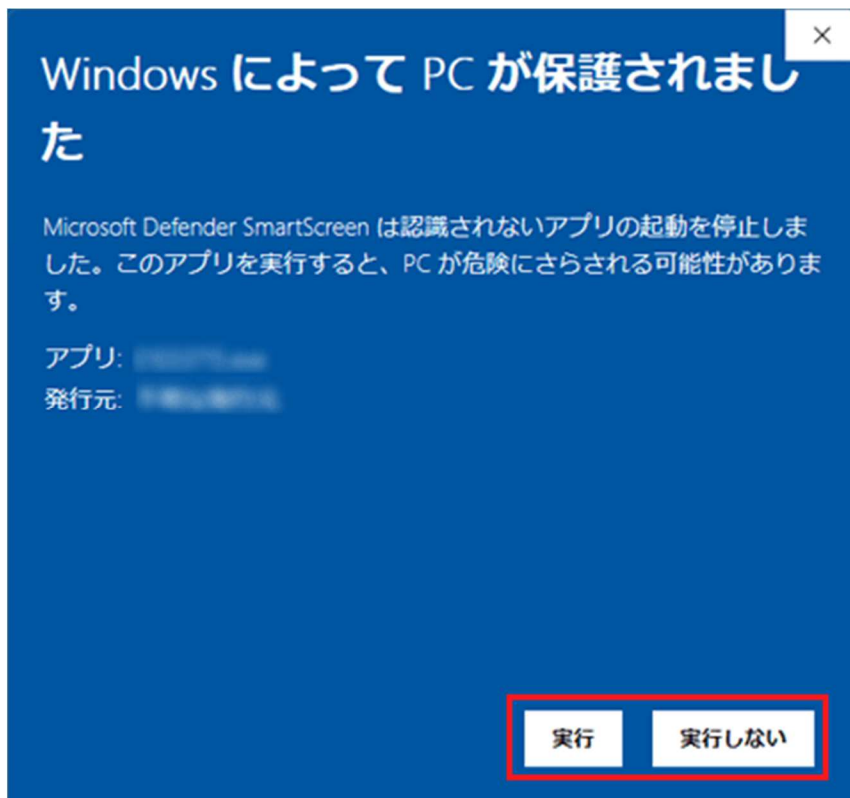 Windows によって PC が保護されまし
た
Microsoft Defender SmartScreen は認識されないアプリの起動を停止しま
した。このアプリを実行すると、PC が危険にさらされる可能性がありま
す。
アプリ:
発行元:
実行
実行しない